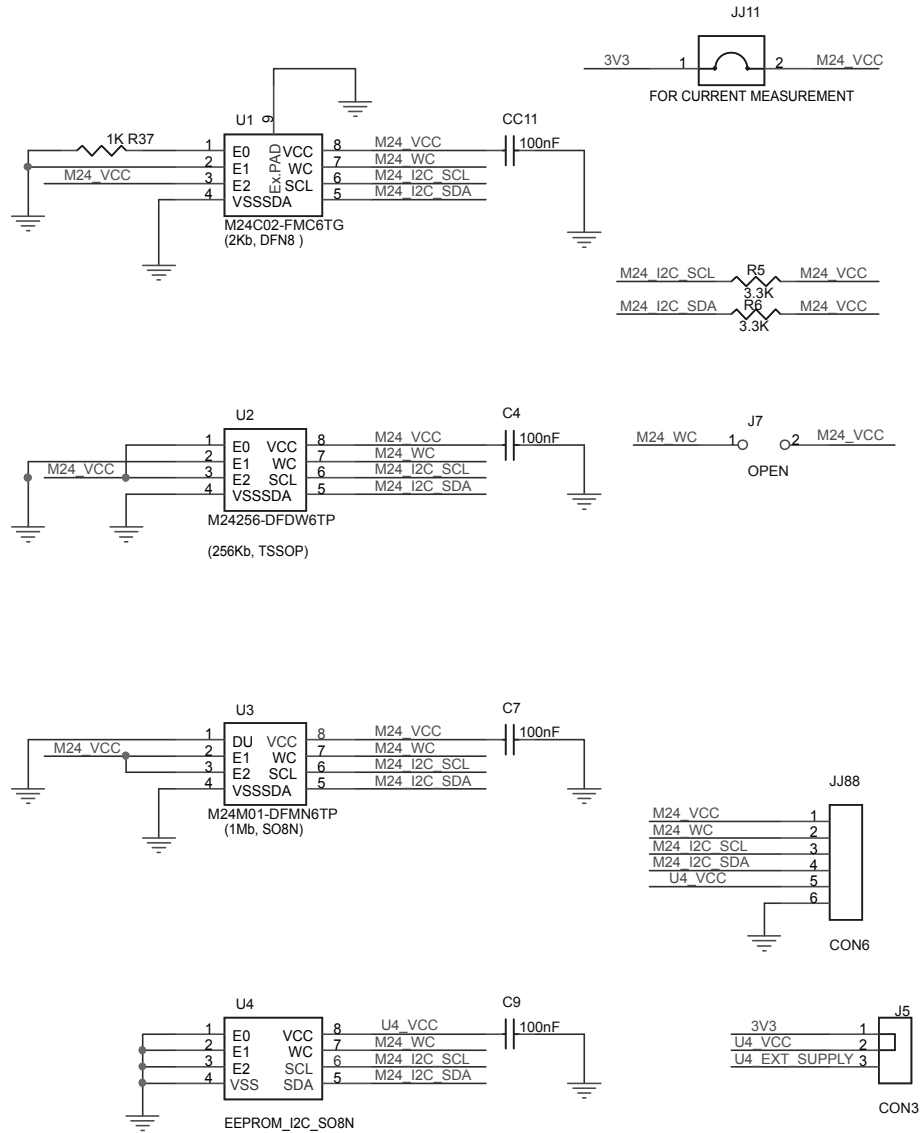 JJ11
3V3 1 2 M24_VCC
FOR CURRENT MEASUREMENT
U1
9
CC11
1K R37
1 E0 VCC 8 M24_VCC
100nF
2 E1 WC 7 M24_WC
M24_VCC 3 E2 SCL 6 M24_I2C_SCL
4 VSSSDA 5 M24_I2C_SDA
Ex.PAD
M24C02-FMC6TG
(2Kb, DFN8 )
M24_I2C_SCL R5 M24_VCC
3.3K
M24_I2C_SDA R6 M24_VCC
3.3K
U2
C4
1 E0 VCC 8 M24_VCC
100nF
2 E1 WC 7 M24_WC
M24_VCC 3 E2 SCL 6 M24_I2C_SCL
4 VSSSDA 5 M24_I2C_SDA
M24256-DFDW6TP
(256Kb, TSSOP)
J7
M24_WC 1 2 M24_VCC
OPEN
U3
C7
1 DU VCC 8 M24_VCC
100nF
M24_VCC 2 E1 WC 7 M24_WC
3 E2 SCL 6 M24_I2C_SCL
4 VSSSDA 5 M24_I2C_SDA
M24M01-DFMN6TP
(1Mb, SO8N)
JJ88
M24_VCC 1
M24_WC 2
M24_I2C_SCL 3
M24_I2C_SDA 4
U4_VCC 5
6
CON6
U4
C9
1 E0 VCC 8 U4_VCC
100nF
2 E1 WC 7 M24_WC
3 E2 SCL 6 M24_I2C_SCL
4 VSS SDA 5 M24_I2C_SDA
EEPROM_I2C_SO8N
J5
3V3 1
U4_VCC 2
U4_EXT_SUPPLY 3
CON3